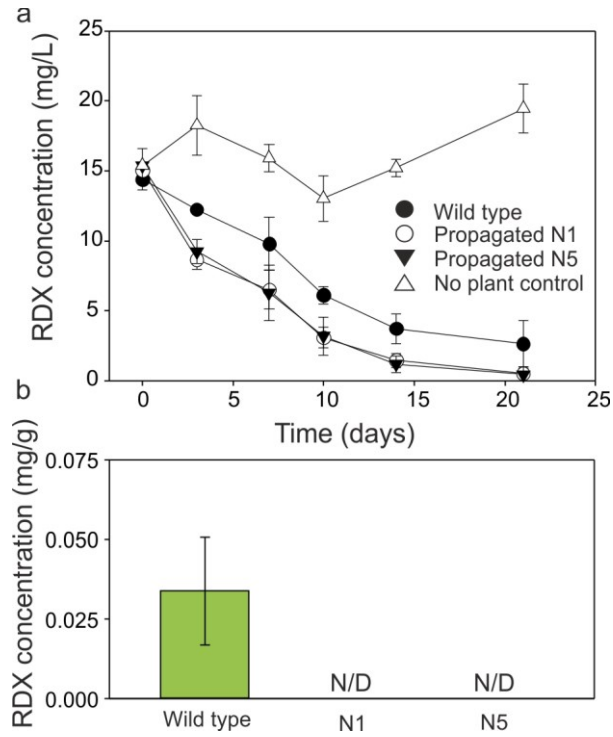 a
RDX concentration (mg/L)
25
20
15
10
5
0
Wild type
Propagated N1
Propagated N5
No plant control
0
5
10
15
20
25
Time (days)
b
RDX concentration (mg/g)
0.075
0.050
0.025
0.000
N/D
N/D
Wild type
N1
N5